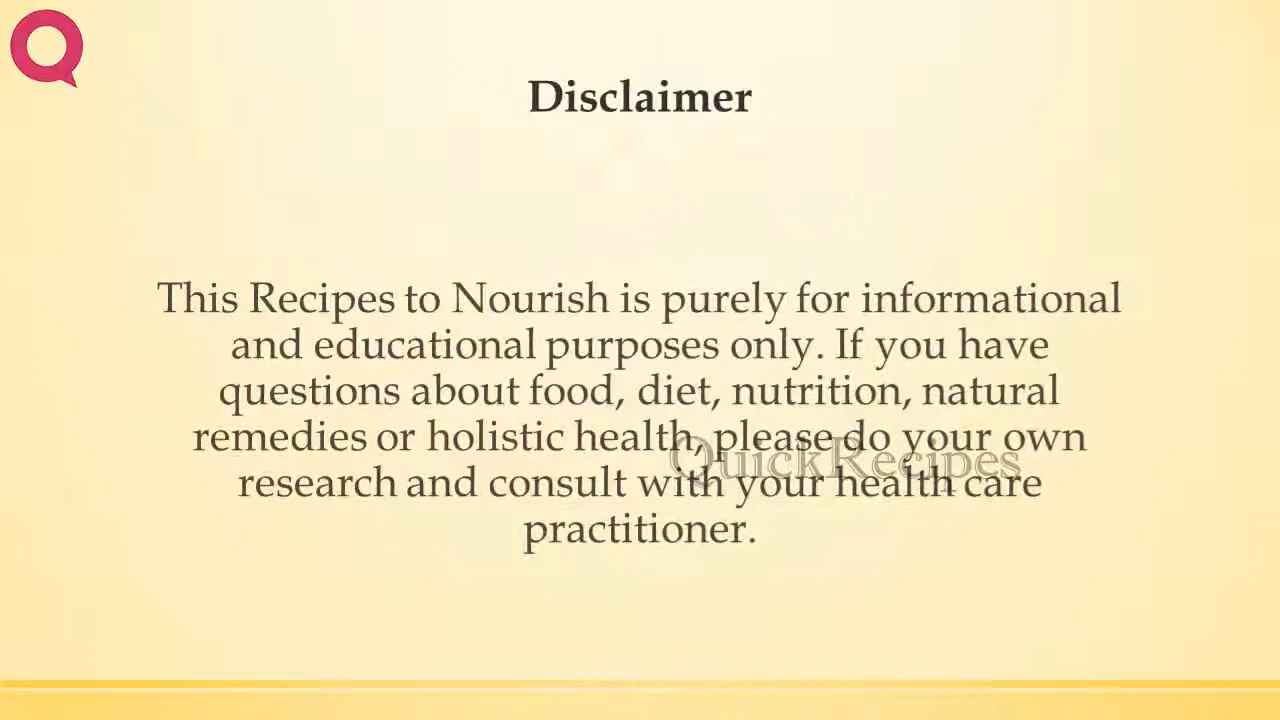 Disclaimer
This Recipes to Nourish is purely for informational
and educational purposes only. If you have
questions about food, diet, nutrition, natural
remedies or holistic health, please do your own
QuickRecipes
research and consult with your health care
practitioner.